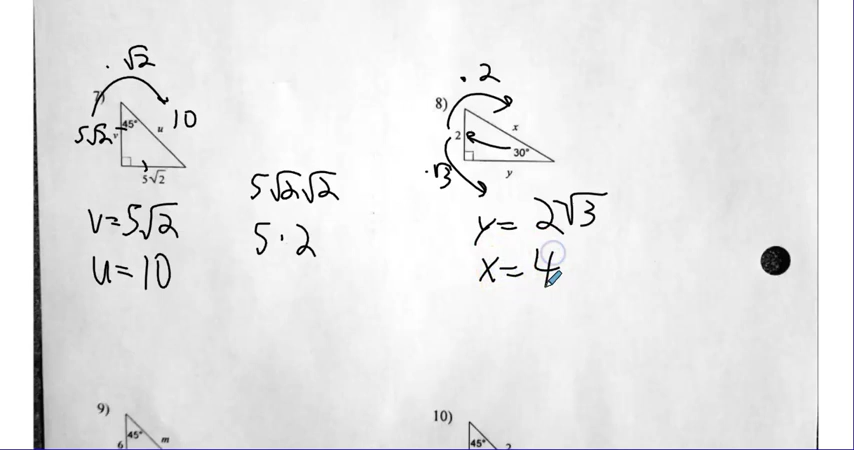 · √2
7)
45°
10
5√2
v
u
5√2
5√2√2
v=5√2
5·2
u=10
· 2
8)
x
2
30°
·√3
y
y= 2√3
x=4
9)
45°
6
m
10)
45°
2